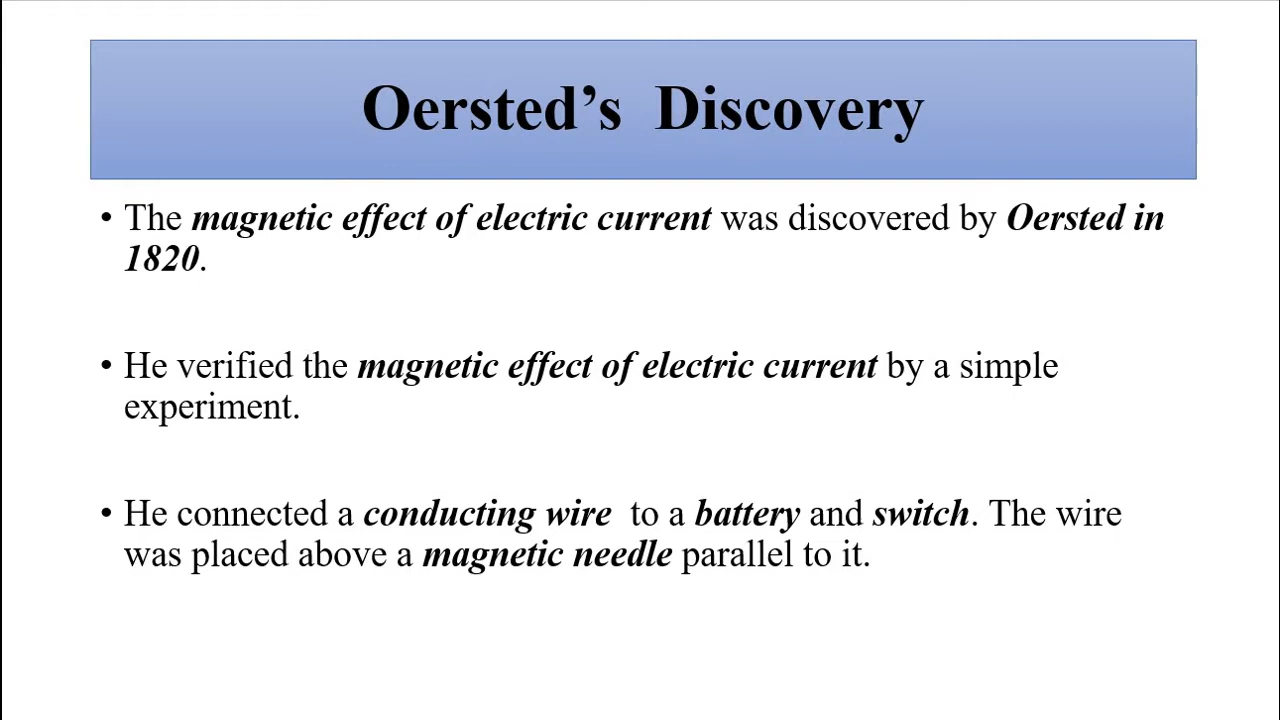 Oersted’s Discovery
• The magnetic effect of electric current was discovered by Oersted in
1820.
• He verified the magnetic effect of electric current by a simple
experiment.
• He connected a conducting wire to a battery and switch. The wire
was placed above a magnetic needle parallel to it.